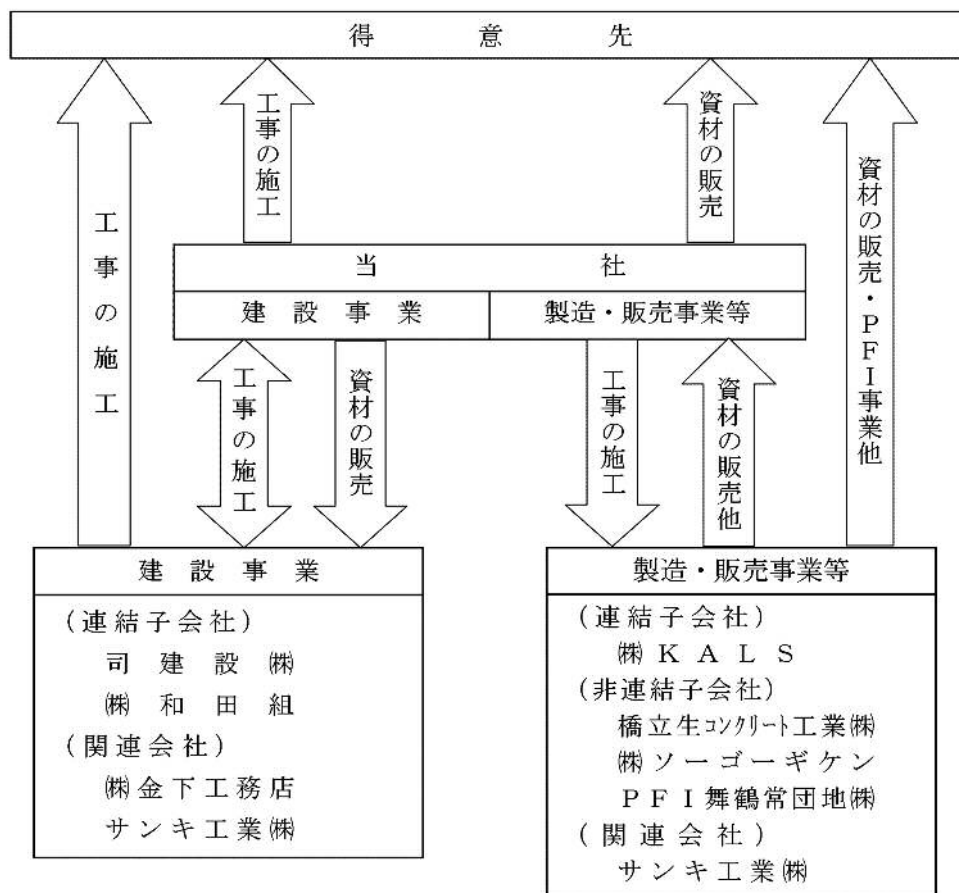 得意先
工事の施工
工事の施工
資材の販売
資材の販売・PFI事業他
当社
建設事業
製造・販売事業等
工事の施工
資材の販売
工事の施工
資材の販売他
建設事業
(連結子会社)
司建設㈱
㈱和田組
(関連会社)
㈱金下工務店
サンキ工業㈱
製造・販売事業等
(連結子会社)
㈱KALS
(非連結子会社)
橋立生コンクリート工業㈱
㈱ソーゴーギケン
PFI舞鶴常団地㈱
(関連会社)
サンキ工業㈱